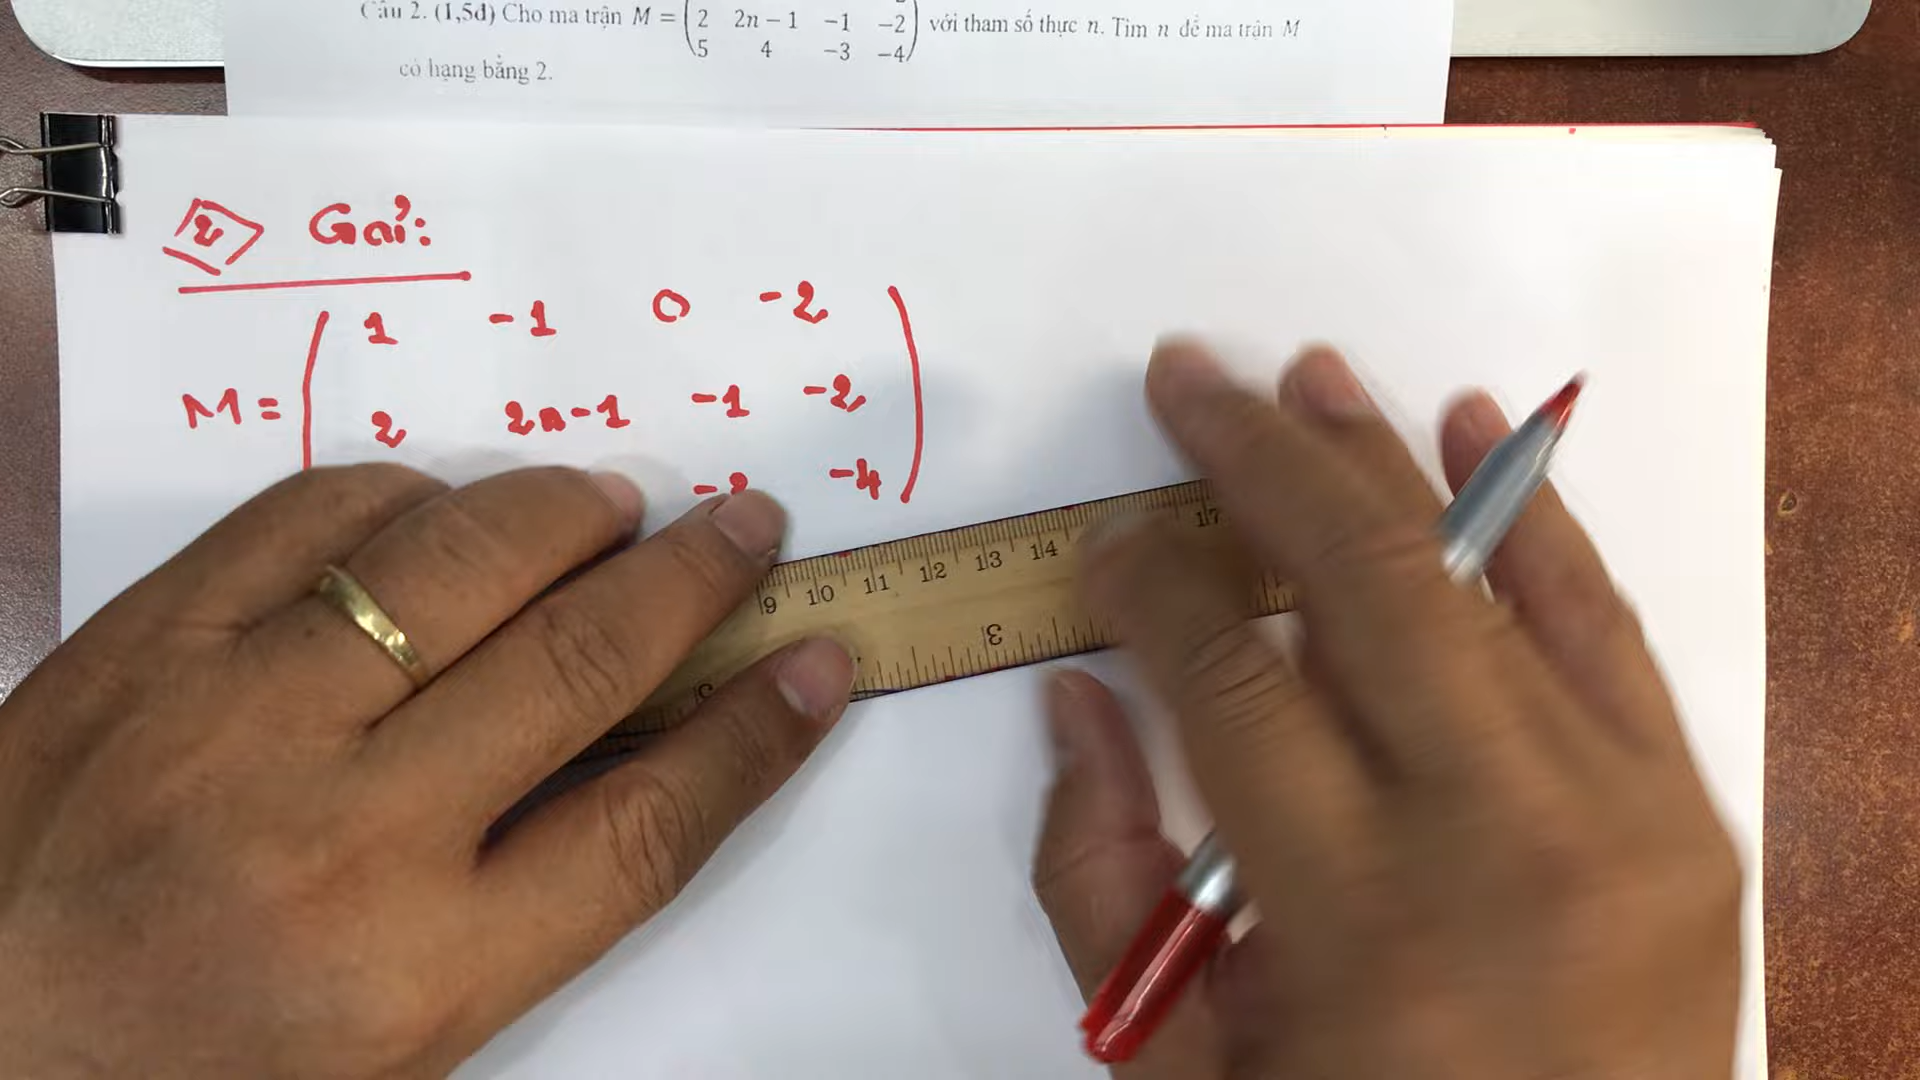 Câu 2. (1,5đ) Cho ma trận M = ( 2 2n − 1 −1 −2 ) với tham số thực n. Tìm n để ma trận M
5 4 −3 −4
có hạng bằng 2.
2 Gải:
1 -1 0 -2
M = 2 2n-1 -1 -2
-4
9 10 11 12 13 14 17
3